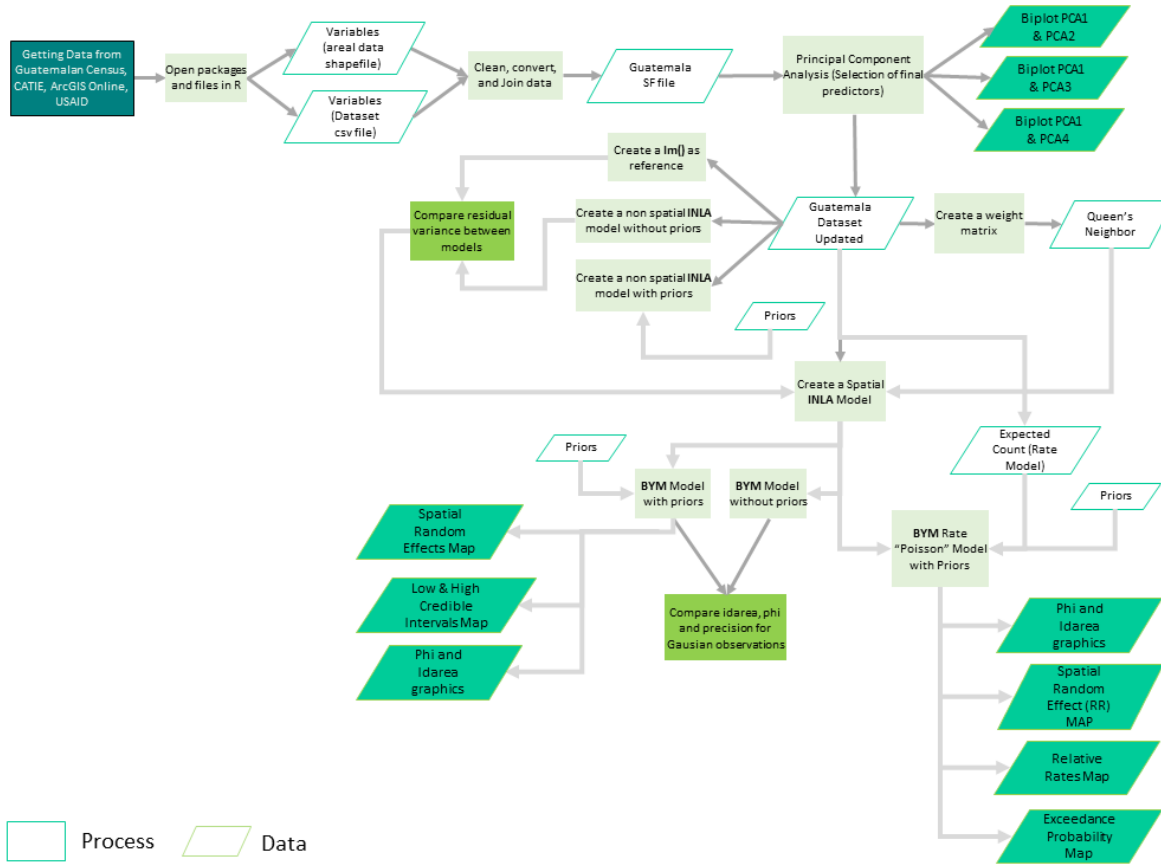 Getting Data from
Guatemalan Census,
CATIE, ArcGIS Online,
USAID
Open packages
and files in R
Variables
(areal data
shapefile)
Variables
(Dataset
csv file)
Clean, convert,
and Join data
Guatemala
SF file
Principal Component
Analysis (Selection of final
predictors)
Biplot PCA1
& PCA2
Biplot PCA1
& PCA3
Biplot PCA1
& PCA4
Create a lm() as
reference
Compare residual
variance between
models
Create a non spatial INLA
model without priors
Create a non spatial INLA
model with priors
Guatemala
Dataset
Updated
Create a weight
matrix
Queen's
Neighbor
Priors
Create a Spatial
INLA Model
Priors
BYM Model
with priors
BYM Model
without priors
Expected
Count (Rate
Model)
Priors
Spatial
Random
Effects Map
Low & High
Credible
Intervals Map
Phi and
Idarea
graphics
Compare idarea, phi
and precision for
Gausian observations
BYM Rate
"Poisson" Model
with Priors
Phi and
Idarea
graphics
Spatial
Random
Effect (RR)
MAP
Relative
Rates Map
Exceedance
Probability
Map
Process
Data